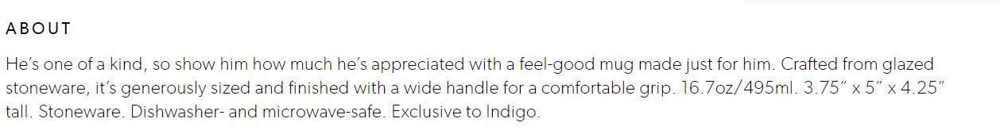 ABOUT
He’s one of a kind, so show him how much he’s appreciated with a feel-good mug made just for him. Crafted from glazed
stoneware, it’s generously sized and finished with a wide handle for a comfortable grip. 16.7oz/495ml. 3.75” x 5” x 4.25”
tall. Stoneware. Dishwasher- and microwave-safe. Exclusive to Indigo.